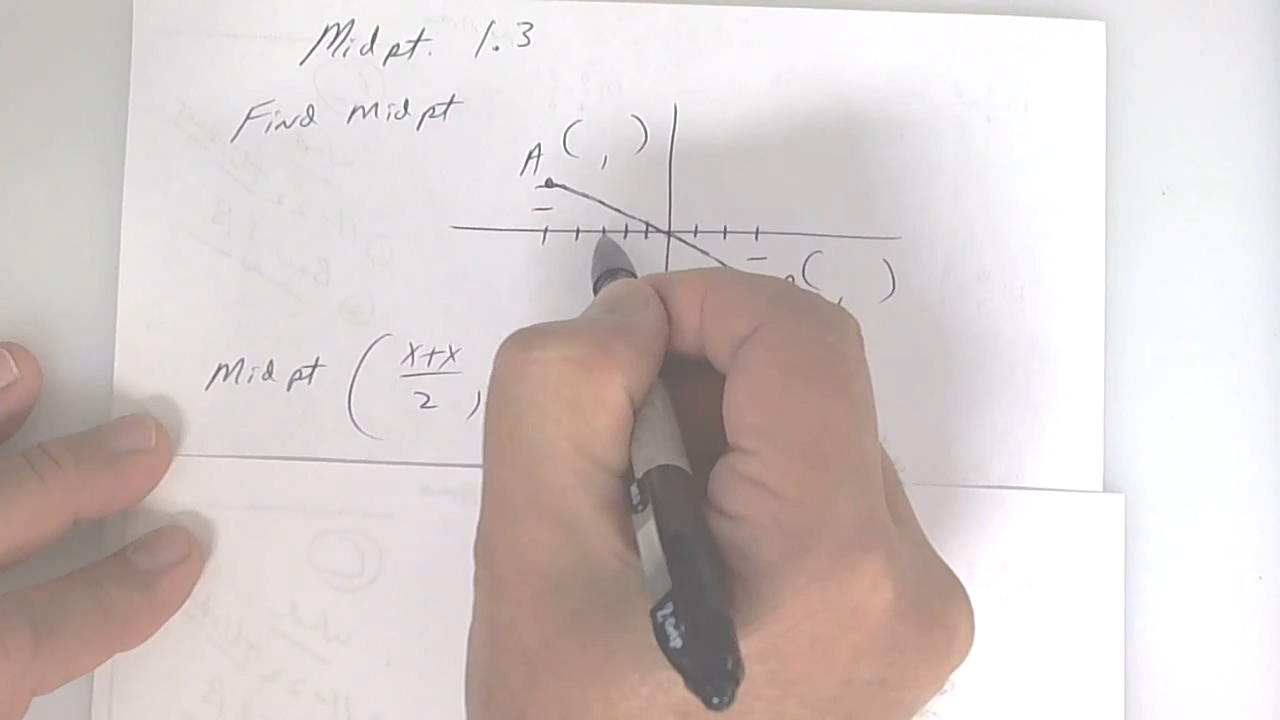 Midpt. 1.3
Find midpt
A ( , )
( , )
Midpt ( x+x / 2 ,